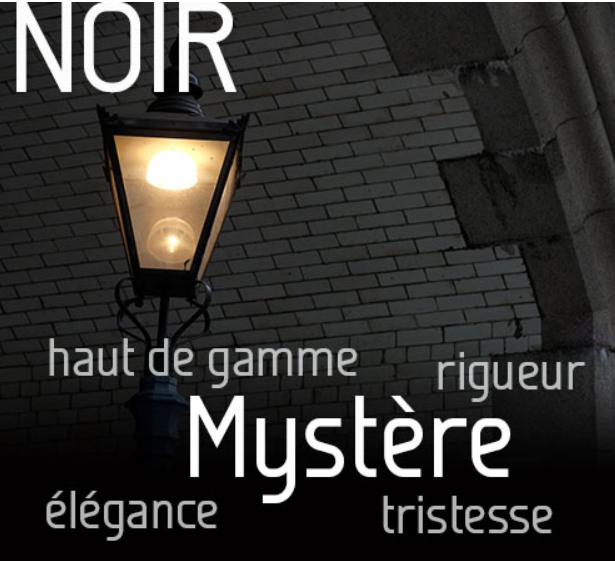 NOIR
haut de gamme
rigueur
Mystère
élégance
tristesse